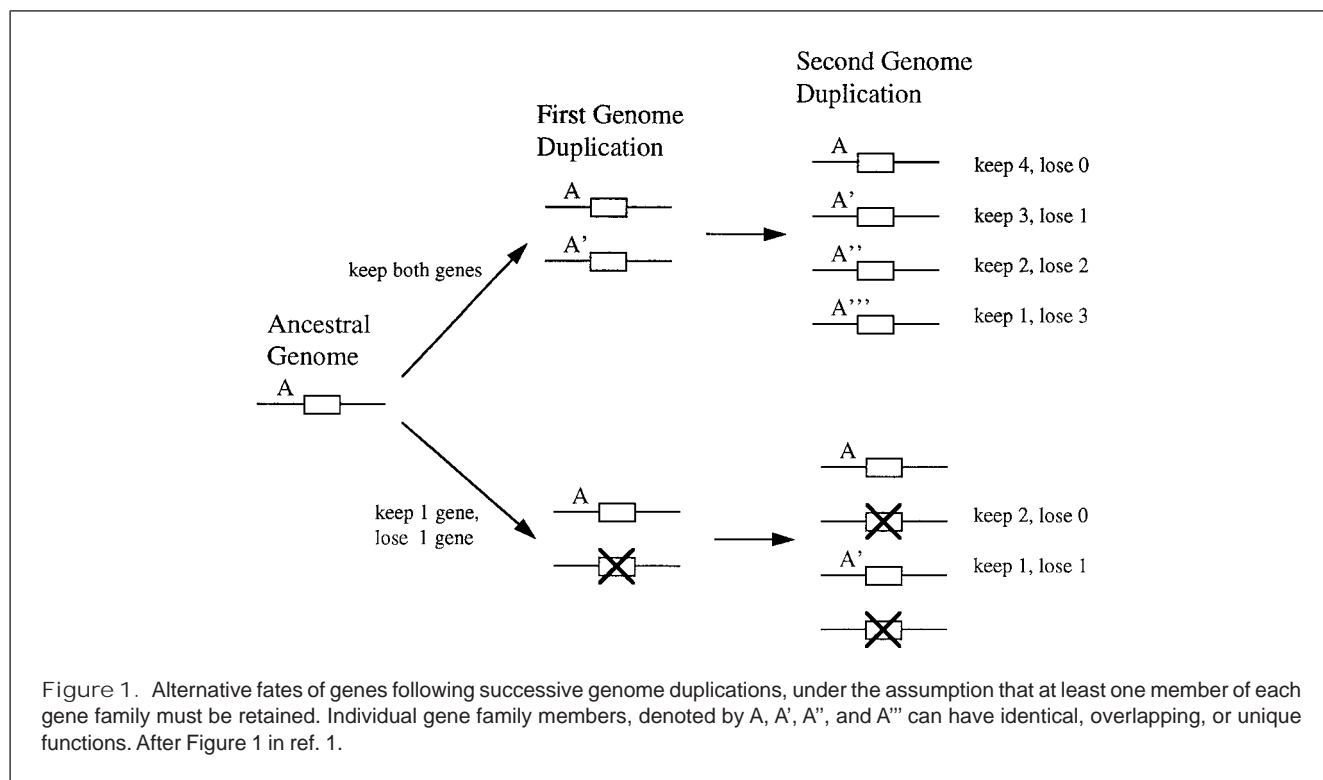 Second Genome
Duplication
First Genome
Duplication
A
keep 4, lose 0
A
A'
keep 3, lose 1
A'
keep both genes
A''
keep 2, lose 2
A'''
keep 1, lose 3
Ancestral
Genome
A
A
keep 1 gene,
lose 1 gene
A
keep 2, lose 0
A'
keep 1, lose 1
Figure 1. Alternative fates of genes following successive genome duplications, under the assumption that at least one member of each
gene family must be retained. Individual gene family members, denoted by A, A', A'', and A''' can have identical, overlapping, or unique
functions. After Figure 1 in ref. 1.